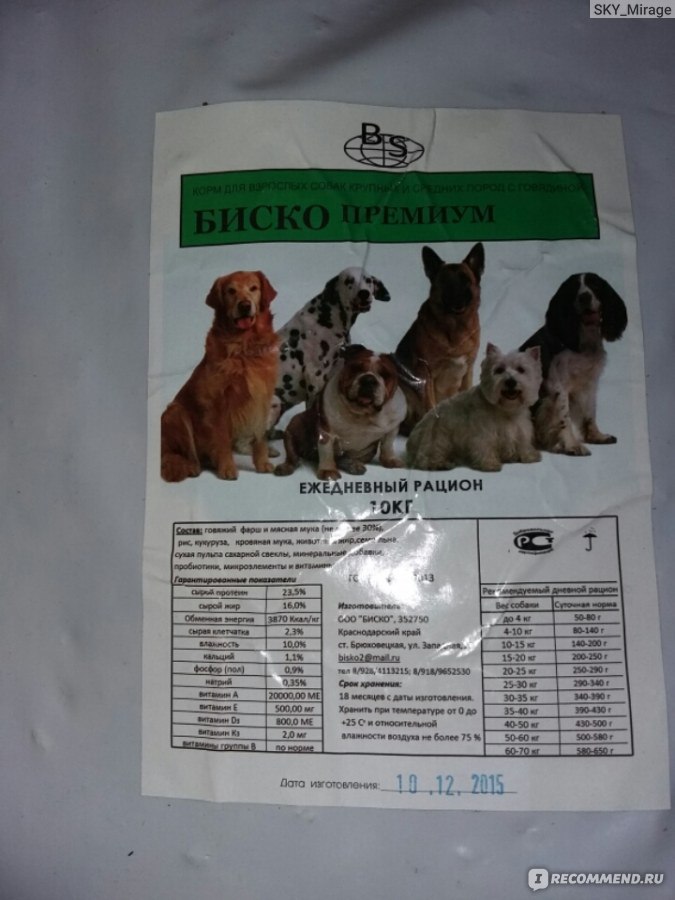 SKY_Mirage
BS
КОРМ ДЛЯ ВЗРОСЛЫХ СОБАК КРУПНЫХ И СРЕДНИХ ПОРОД С ГОВЯДИНОЙ
БИСКО ПРЕМИУМ
ЕЖЕДНЕВНЫЙ РАЦИОН
10КГ
Состав: говяжий фарш и мясная мука (не 30%),
рис, кукуруза, кровяная мука, жир, льна
сухая пульпа сахарной свеклы, минеральные добавки,
пробиотики, микроэлементы и витамины
Гарантированные показатели
сырой протеин 23,5%
сырой жир 16,0%
Обменная энергия 3870 Ккал/кг
сырая клетчатка 2,3%
влажность 10,0%
кальций 1,1%
фосфор (пол) 0,9%
натрий 0,35%
витамин А 20000,00 МЕ
витамин Е 500,00 мг
витамин D₃ 800,0 МЕ
витамин K₃ 2,0 мг
витамины группы В по норме
Изготовитель:
ООО "БИСКО", 352750
Краснодарский край
ст. Брюховецкая, ул.
bisko2@mail.ru
тел 8/928/4113215; 8/918/9652530
Срок хранения:
18 месяцев с даты изготовления.
Хранить при температуре от 0 до
+25 С° и относительной
влажности воздуха не более 75 %
РСТ
Рекомендуемый дневной рацион
Вес собаки Суточная норма
до 4 кг 50-80 г
4-10 кг 80-140 г
10-15 кг 140-200 г
15-20 кг 200-250 г
20-25 кг 250-290 г
25-30 кг 290-340 г
30-35 кг 340-390 г
35-40 кг 390-430 г
40-50 кг 430-500 г
50-60 кг 500-580 г
60-70 кг 580-650 г
Дата изготовления: 10.12.2015
I RECOMMEND.RU